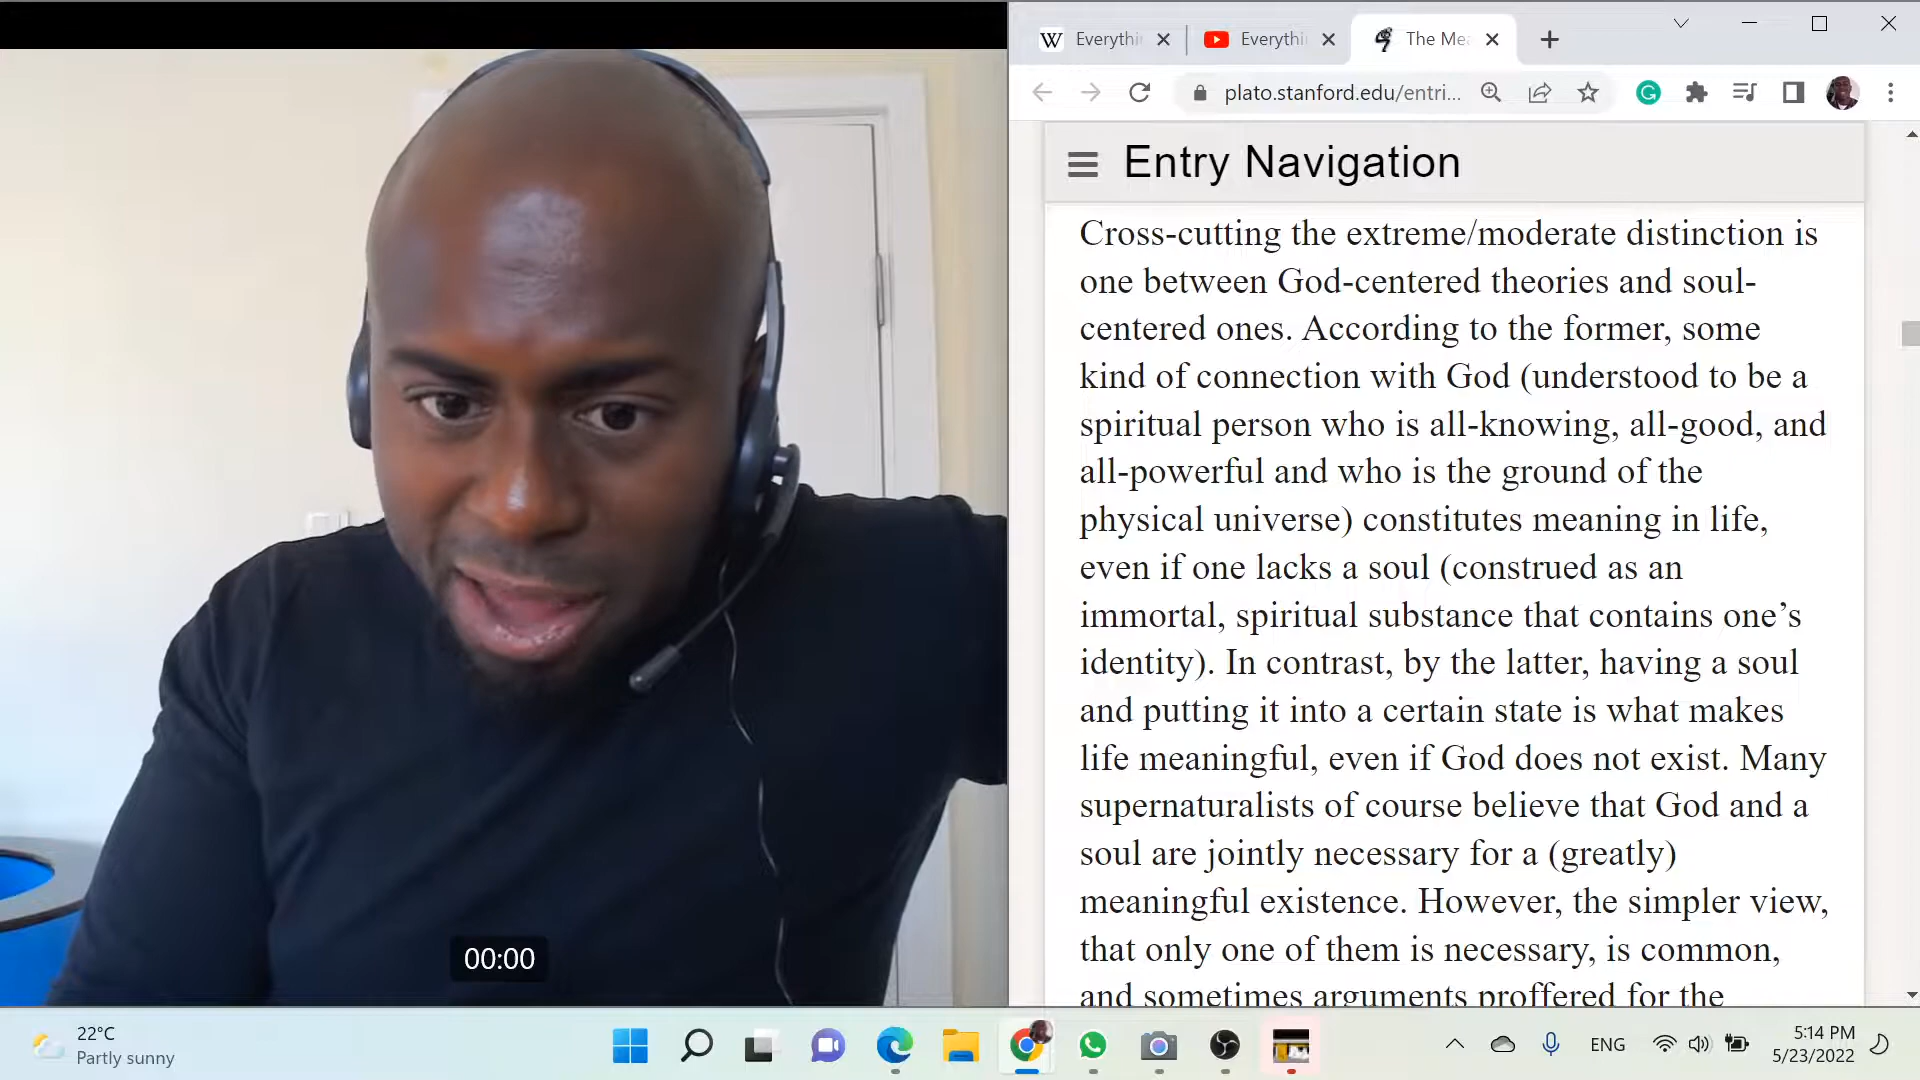 Everythi
Everythi
The Mea
plato.stanford.edu/entri...
Entry Navigation
Cross-cutting the extreme/moderate distinction is
one between God-centered theories and soul-
centered ones. According to the former, some
kind of connection with God (understood to be a
spiritual person who is all-knowing, all-good, and
all-powerful and who is the ground of the
physical universe) constitutes meaning in life,
even if one lacks a soul (construed as an
immortal, spiritual substance that contains one’s
identity). In contrast, by the latter, having a soul
and putting it into a certain state is what makes
life meaningful, even if God does not exist. Many
supernaturalists of course believe that God and a
soul are jointly necessary for a (greatly)
meaningful existence. However, the simpler view,
that only one of them is necessary, is common,
and sometimes arguments proffered for the
00:00
22°C
Partly sunny
ENG
5:14 PM
5/23/2022